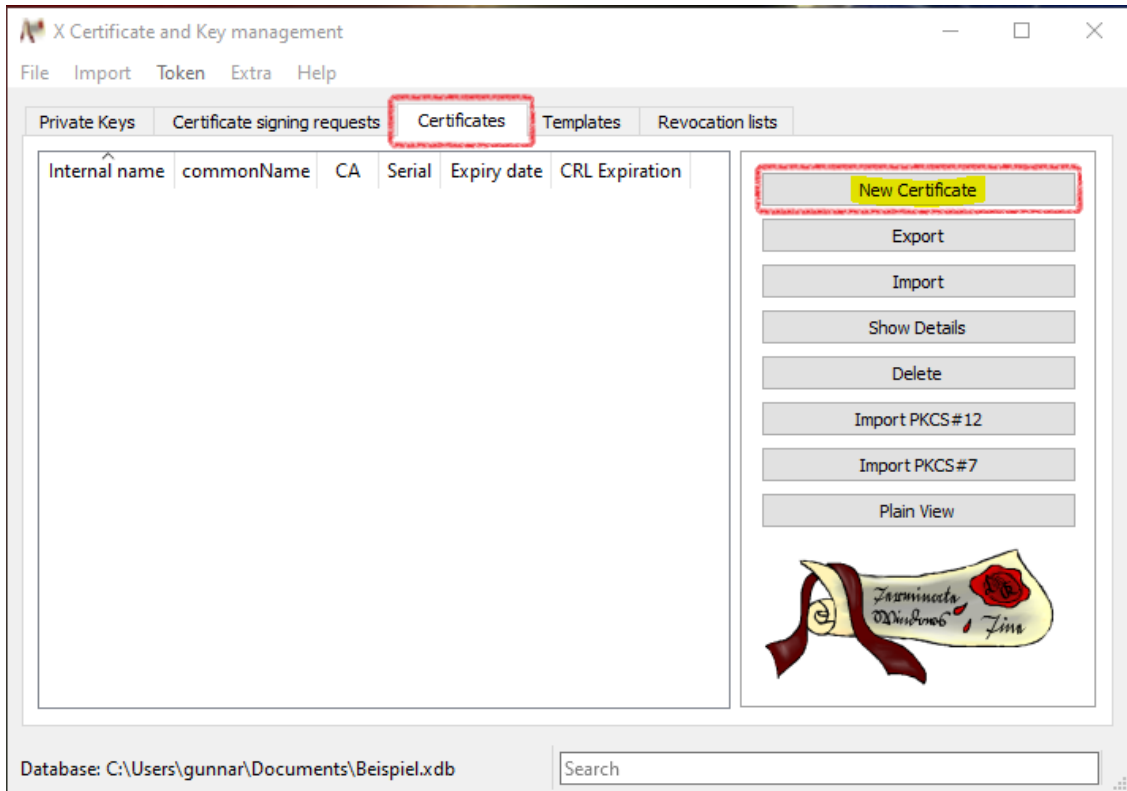 X Certificate and Key management
File Import Token Extra Help
Private Keys Certificate signing requests Certificates Templates Revocation lists
Internal name commonName CA Serial Expiry date CRL Expiration
New Certificate
Export
Import
Show Details
Delete
Import PKCS#12
Import PKCS#7
Plain View
Database: C:\Users\gunnar\Documents\Beispiel.xdb
Search